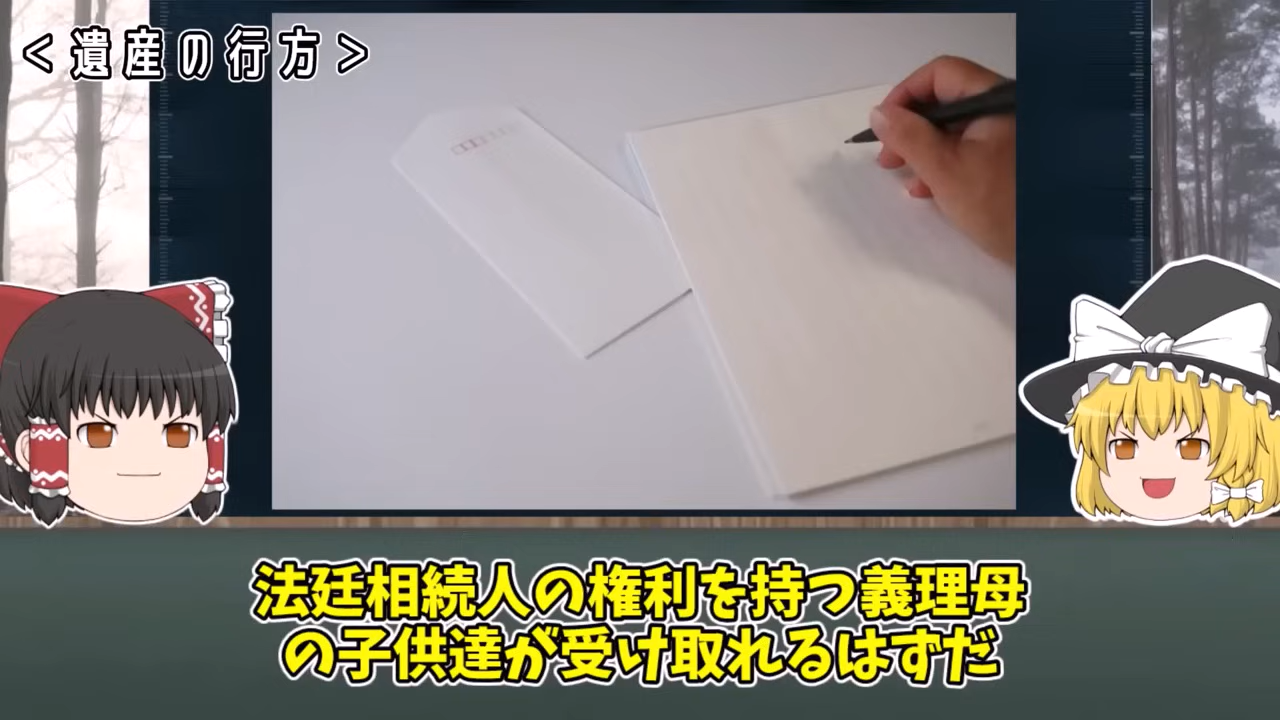 ＜遺産の行方＞
法廷相続人の権利を持つ義理母
の子供達が受け取れるはずだ